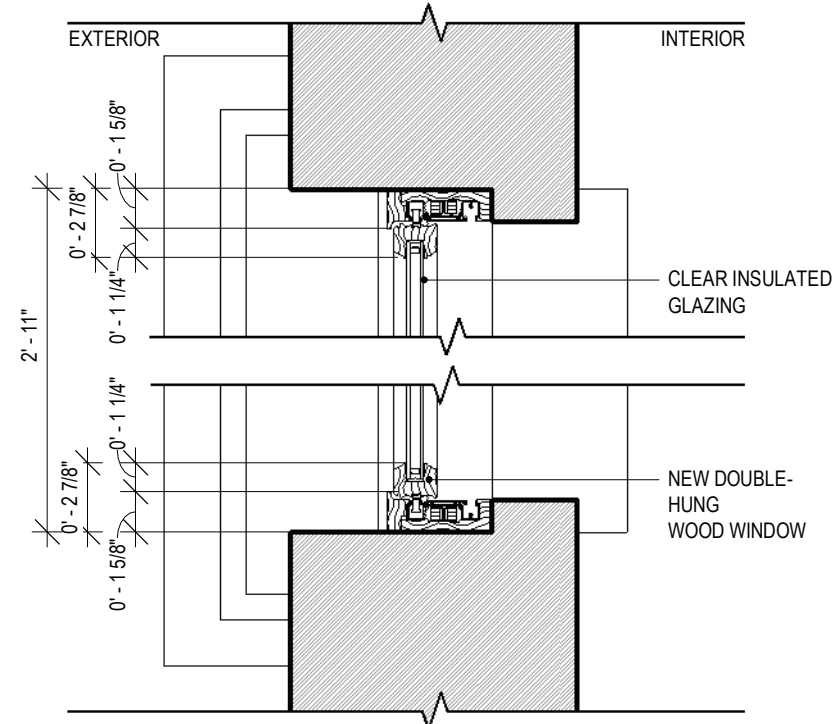 EXTERIOR
INTERIOR
0' - 1 5/8"
0' - 2 7/8"
0' - 1 1/4"
2' - 11"
CLEAR INSULATED
GLAZING
0' - 1 1/4"
0' - 2 7/8"
0' - 1 5/8"
NEW DOUBLE-
HUNG
WOOD WINDOW